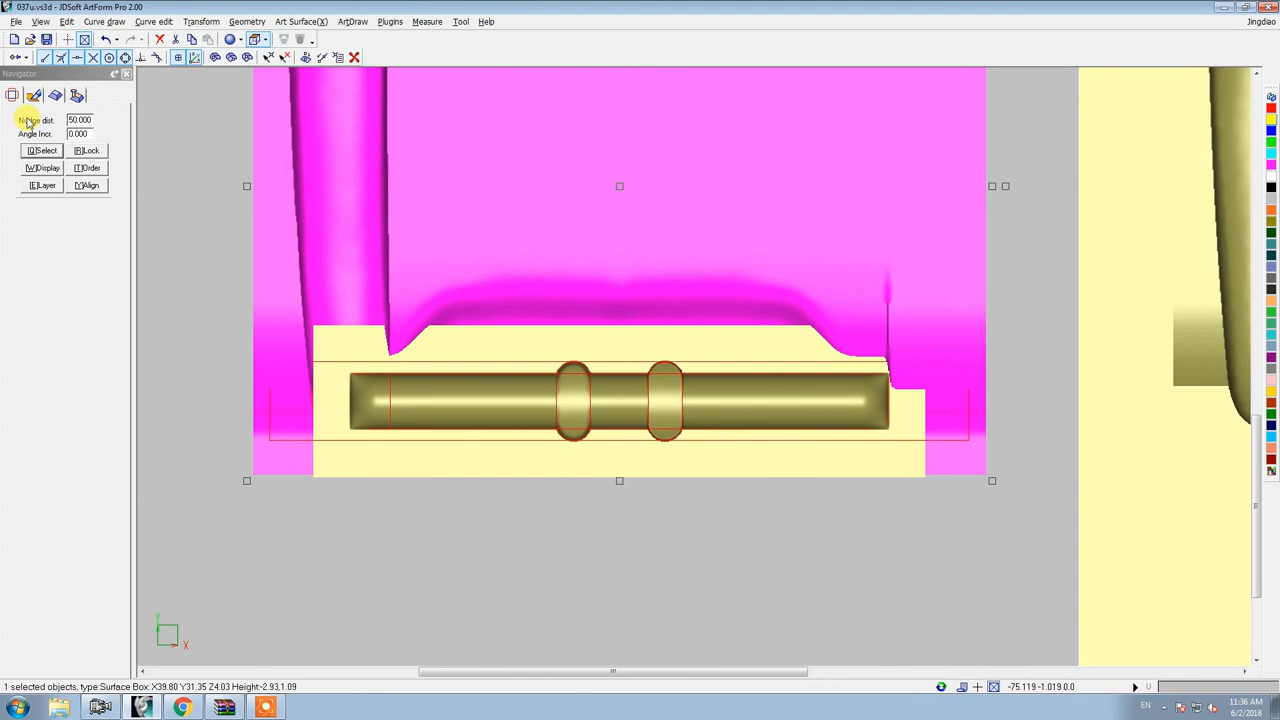 037u.vs3d - JDSoft ArtForm Pro 2.00
File View Edit Curve draw Curve edit Transform Geometry Art Surface(X) ArtDraw Plugins Measure Tool Help Jingdiao
Navigator
dist. 50.000
Angle Incr. 0.000
[Q]Select [R]Lock
[W]Display [T]Order
[E]Layer [Y]Align
Y
X
1 selected objects, type:Surface Box: X39.80 Y31.35 Z4.03 Height:-2.93,1.09 -75.119 -1.019 0.0 U
EN 11:36 AM
6/2/2018